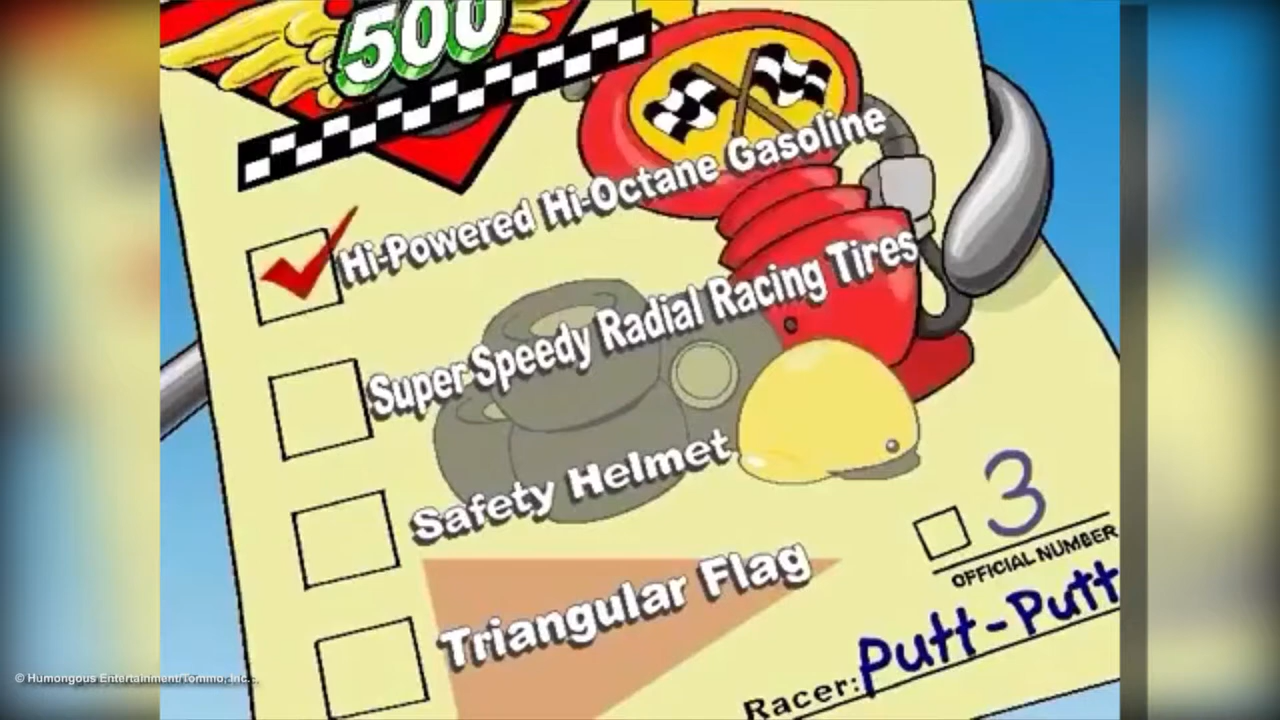 500
Hi-Powered Hi-Octane Gasoline
Super Speedy Radial Racing Tires
Safety Helmet
Triangular Flag
3
OFFICIAL NUMBER
Racer: Putt-Putt
© Humongous Entertainment/Tommo, Inc.